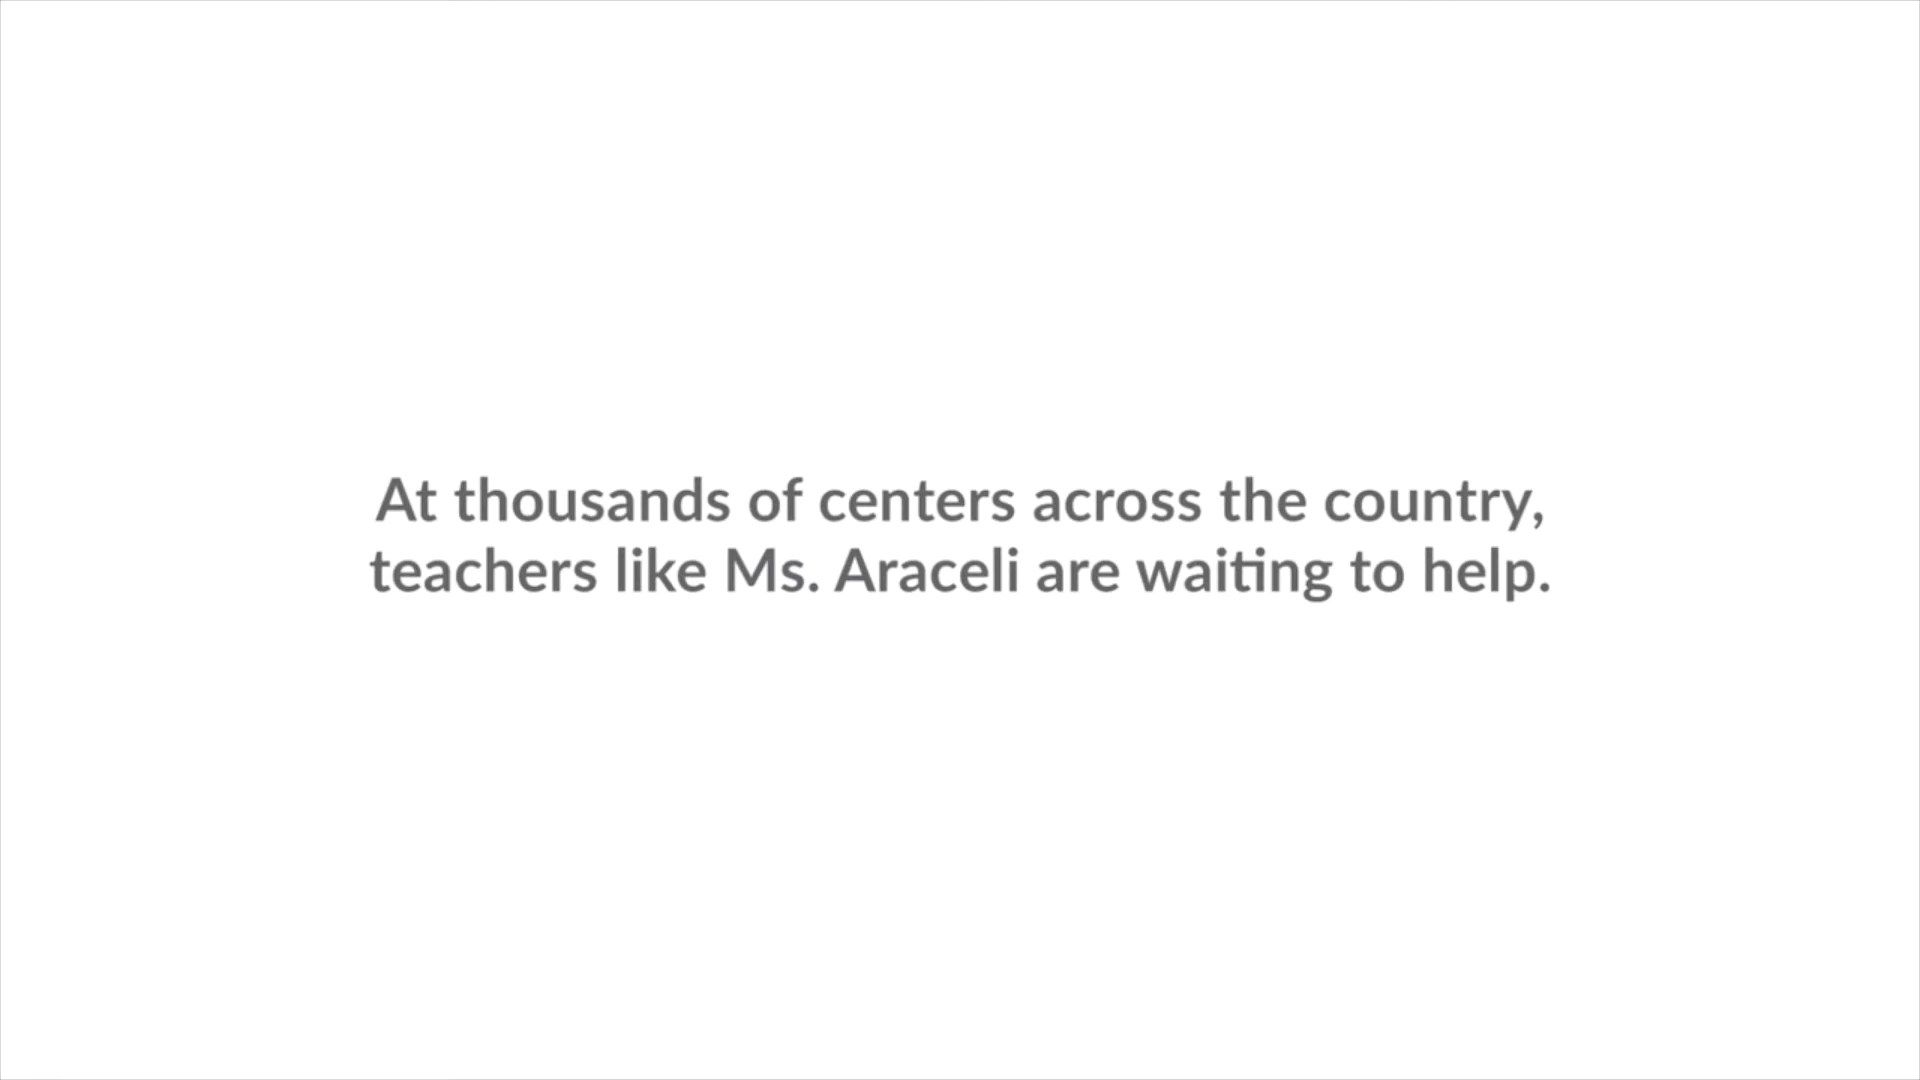 At thousands of centers across the country,
teachers like Ms. Araceli are waiting to help.